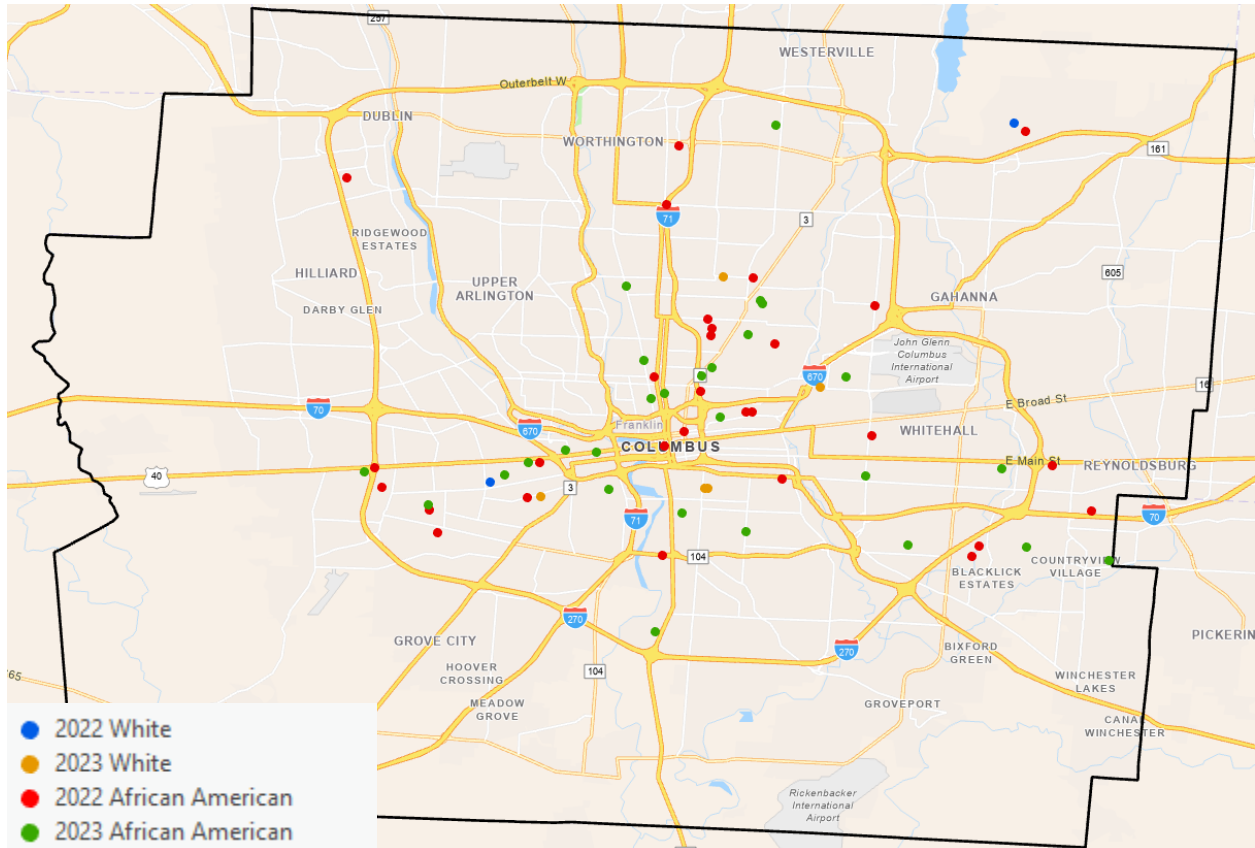 257
WESTERVILLE
Outerbelt W
DUBLIN
WORTHINGTON
161
71
3
RIDGEWOOD
ESTATES
HILLIARD
UPPER
ARLINGTON
605
GAHANNA
DARBY GLEN
John Glenn
Columbus
International
Airport
670
16
70
E Broad St
Franklin
670
WHITEHALL
COLUMBUS
E Main St
REYNOLDSBURG
40
3
71
70
104
BLACKLICK
ESTATES
COUNTRYVIEW
VILLAGE
270
GROVE CITY
PICKERIN
270
BIXFORD
GREEN
HOOVER
CROSSING
104
65
WINCHESTER
LAKES
MEADOW
GROVE
GROVEPORT
CANAL
WINCHESTER
Rickenbacker
International
Airport
2022 White
2023 White
2022 African American
2023 African American